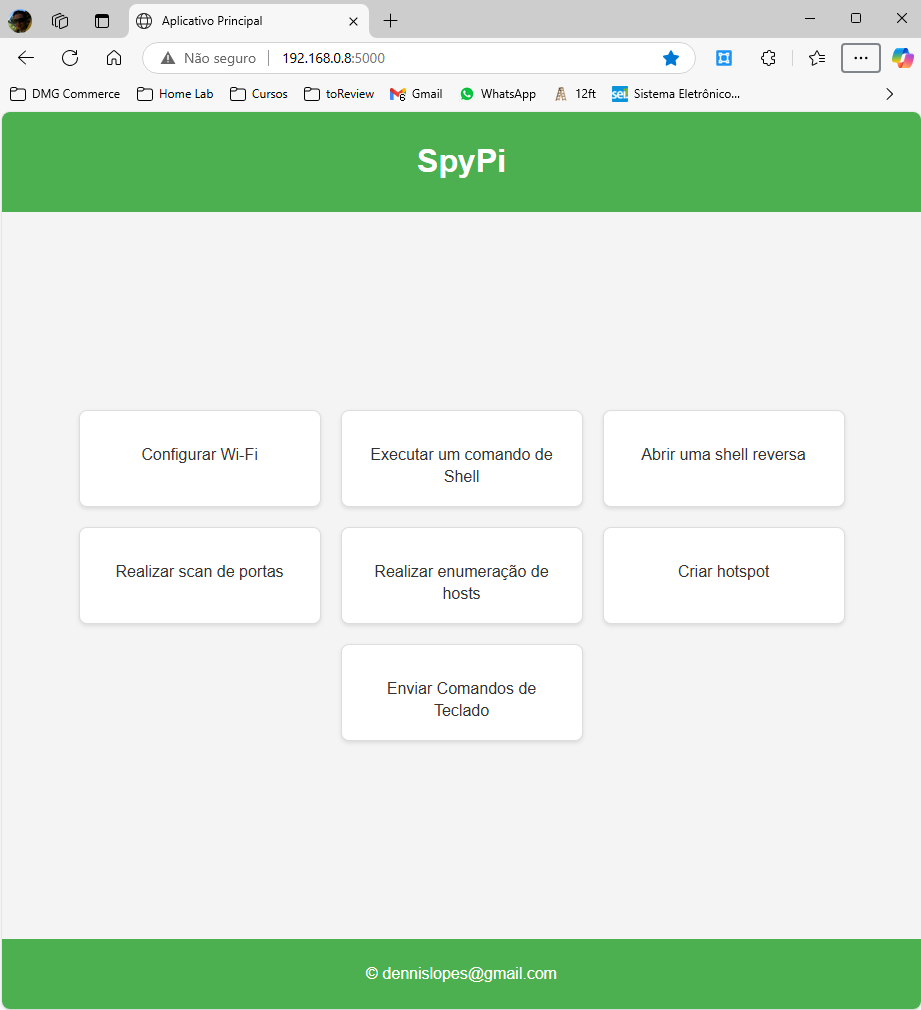 Aplicativo Principal
Não seguro
192.168.0.8:5000
DMG Commerce
Home Lab
Cursos
toReview
Gmail
WhatsApp
12ft
sei!
Sistema Eletrônico...
SpyPi
Configurar Wi-Fi
Executar um comando de
Shell
Abrir uma shell reversa
Realizar scan de portas
Realizar enumeração de
hosts
Criar hotspot
Enviar Comandos de
Teclado
© dennislopes@gmail.com